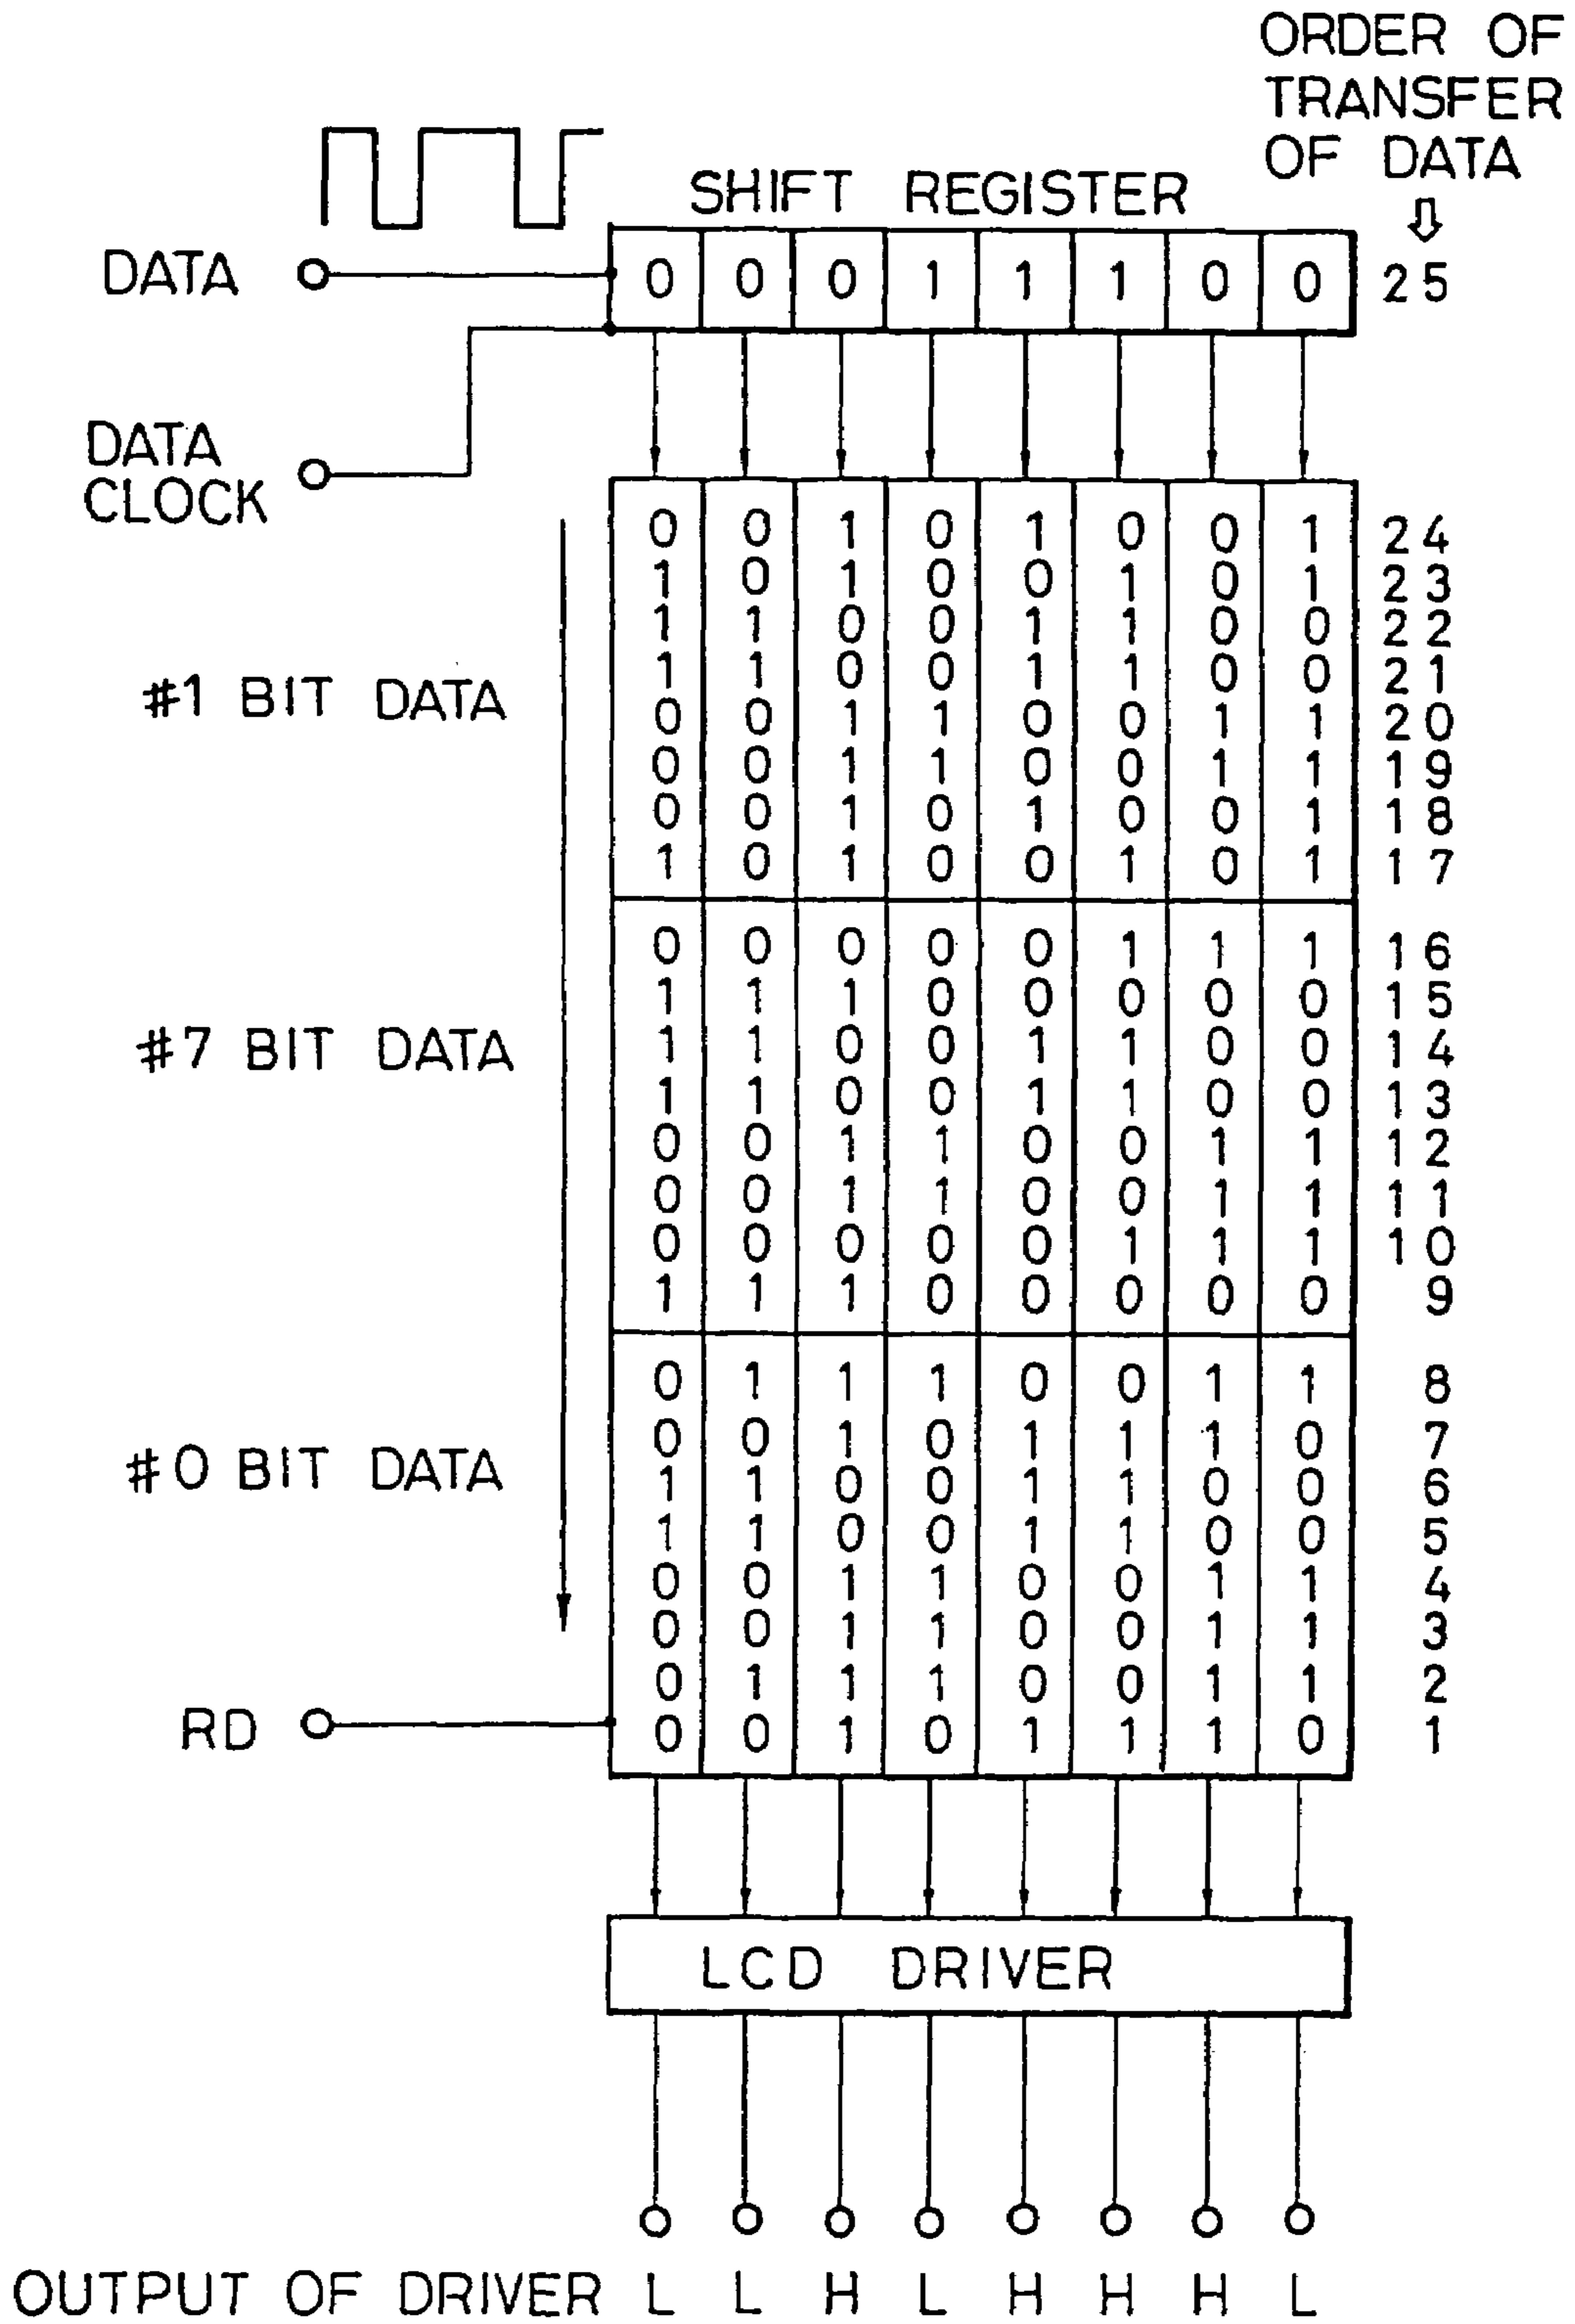 ORDER OF
TRANSFER
OF DATA
SHIFT REGISTER
DATA 0 0 0 1 1 1 0 0 25
DATA
CLOCK
0 0 1 0 1 0 0 1 24
1 0 1 0 0 1 0 1 23
1 1 0 0 1 1 0 0 22
1 1 0 0 1 1 0 0 21
#1 BIT DATA
0 0 1 1 0 0 1 1 20
0 0 1 1 0 0 1 1 19
0 0 1 0 1 0 0 1 18
1 0 1 0 0 1 0 1 17
0 0 0 0 0 1 1 1 16
1 1 1 0 0 0 0 0 15
#7 BIT DATA 1 1 0 0 1 1 0 0 14
1 1 0 0 1 1 0 0 13
0 0 1 1 0 0 1 1 12
0 0 1 1 0 0 1 1 11
0 0 0 0 0 1 1 1 10
1 1 1 0 0 0 0 0 9
0 1 1 1 0 0 1 1 8
0 0 1 0 1 1 1 0 7
#0 BIT DATA 1 1 0 0 1 1 0 0 6
1 1 0 0 1 1 0 0 5
0 0 1 1 0 0 1 1 4
0 0 1 1 0 0 1 1 3
0 1 1 1 0 0 1 1 2
RD 0 0 1 0 1 1 1 0 1
LCD DRIVER
OUTPUT OF DRIVER L L H L H H H L